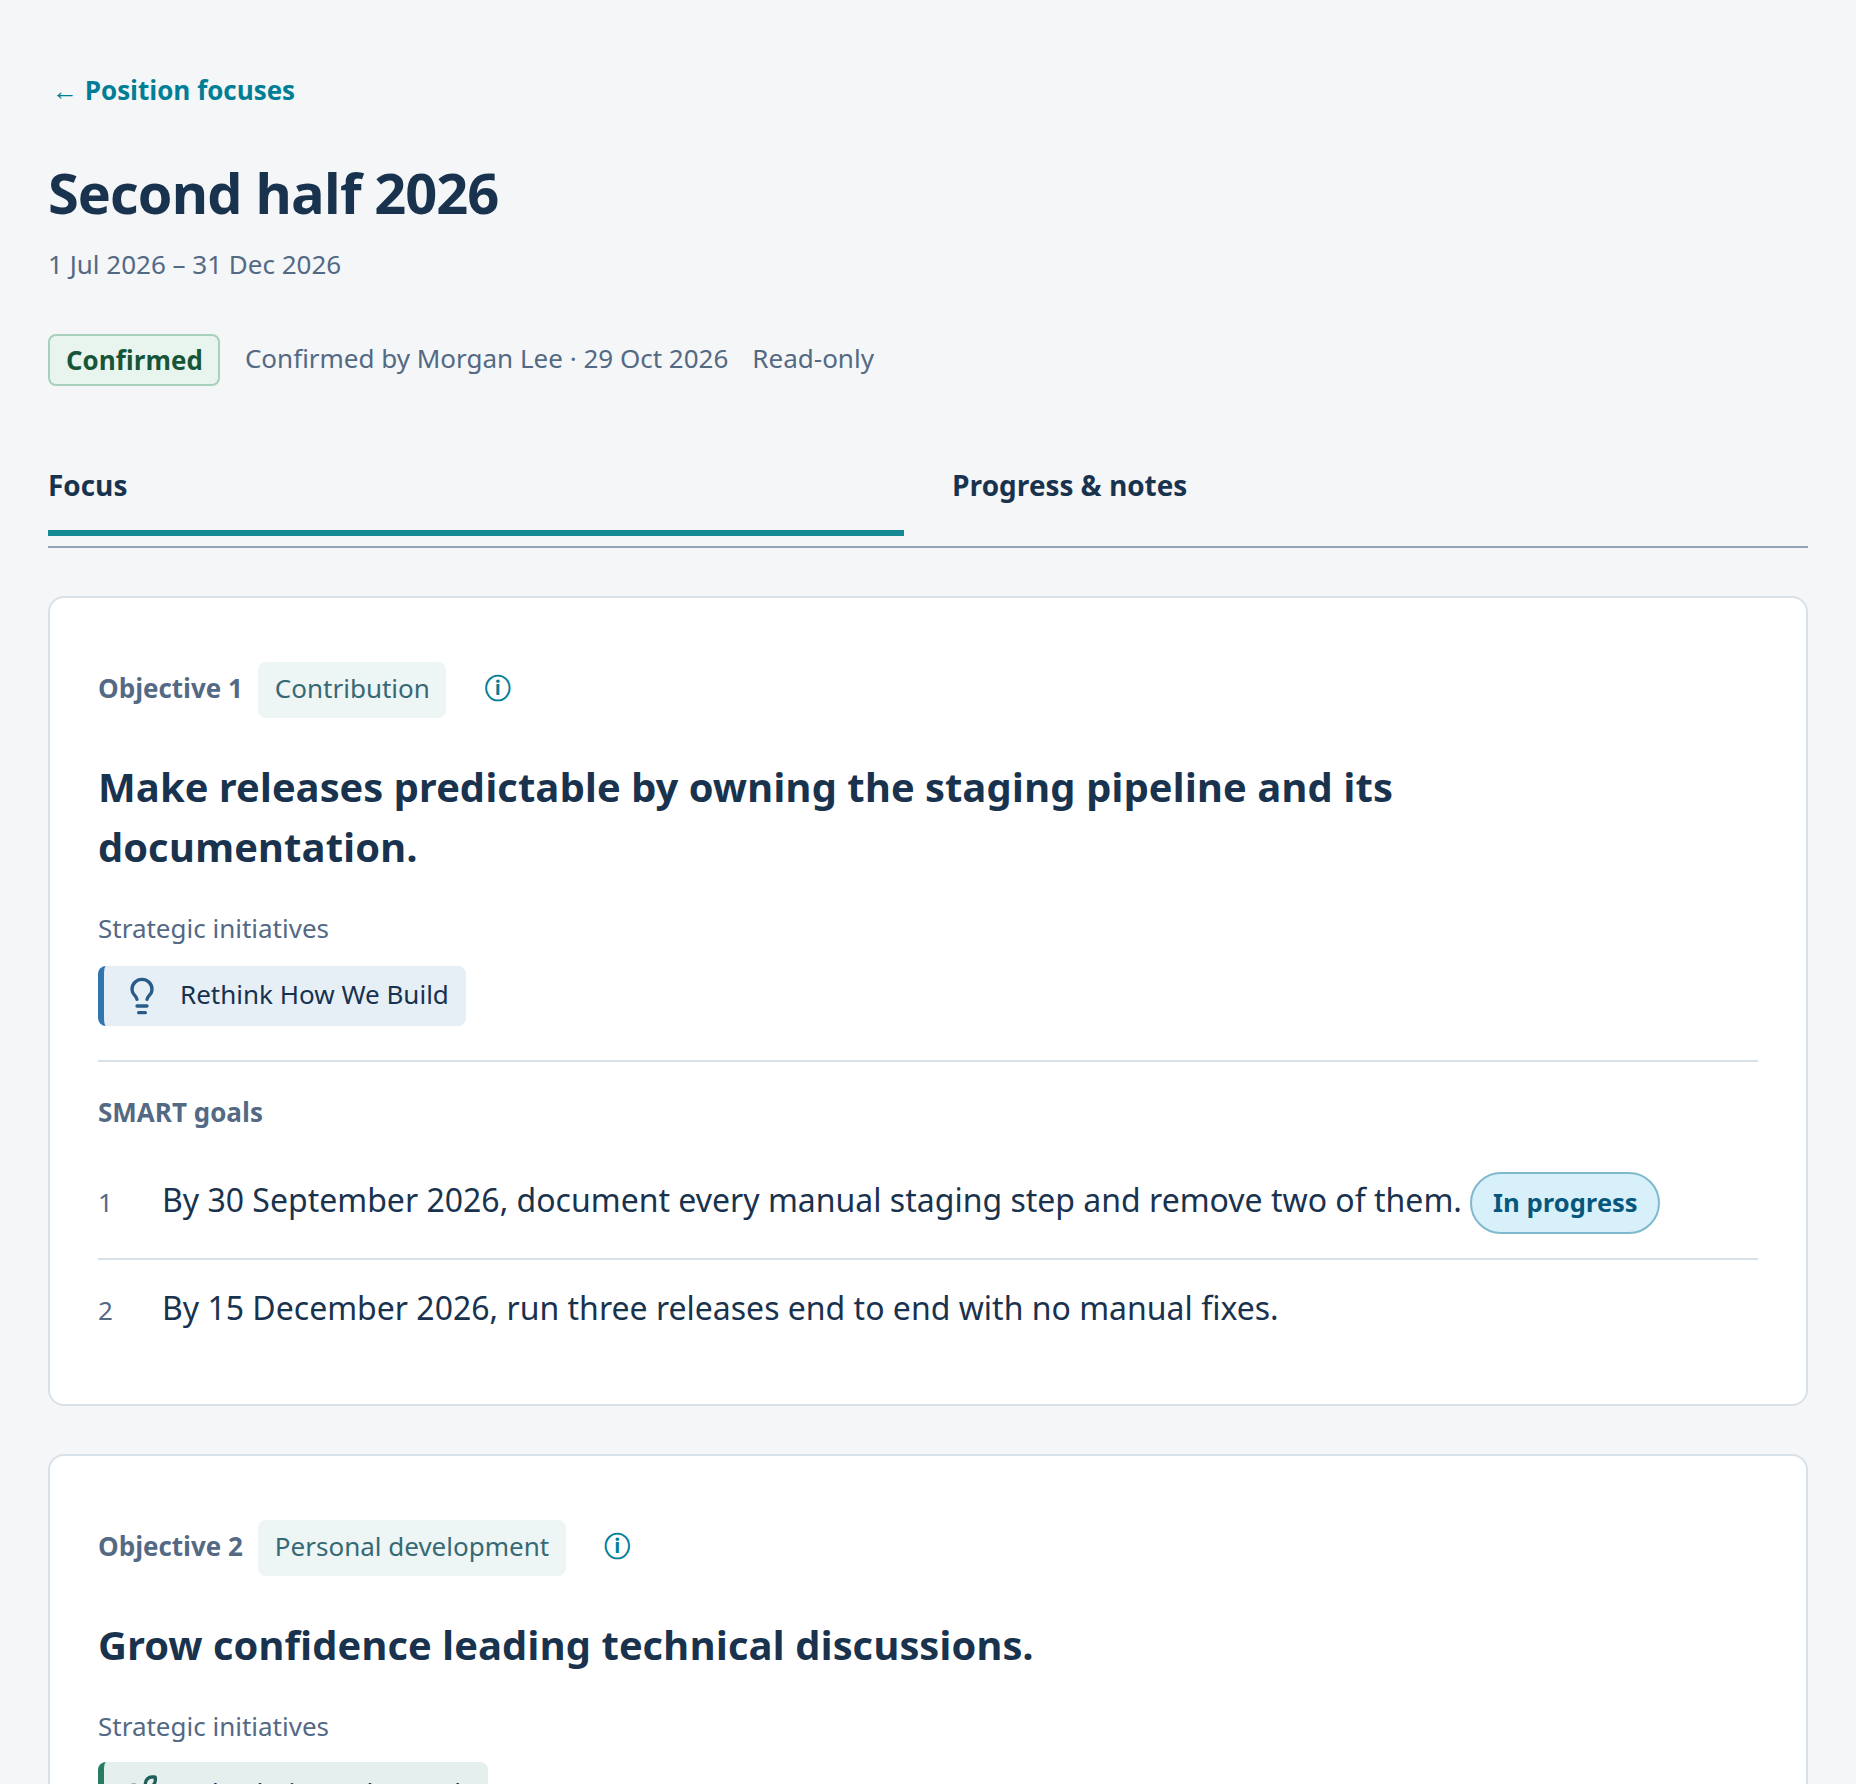 ← Position focuses
Second half 2026
1 Jul 2026 – 31 Dec 2026
Confirmed Confirmed by Morgan Lee · 29 Oct 2026 Read-only
Focus Progress & notes
Objective 1 Contribution ⓘ
Make releases predictable by owning the staging pipeline and its
documentation.
Strategic initiatives
Rethink How We Build
SMART goals
1 By 30 September 2026, document every manual staging step and remove two of them. In progress
2 By 15 December 2026, run three releases end to end with no manual fixes.
Objective 2 Personal development ⓘ
Grow confidence leading technical discussions.
Strategic initiatives